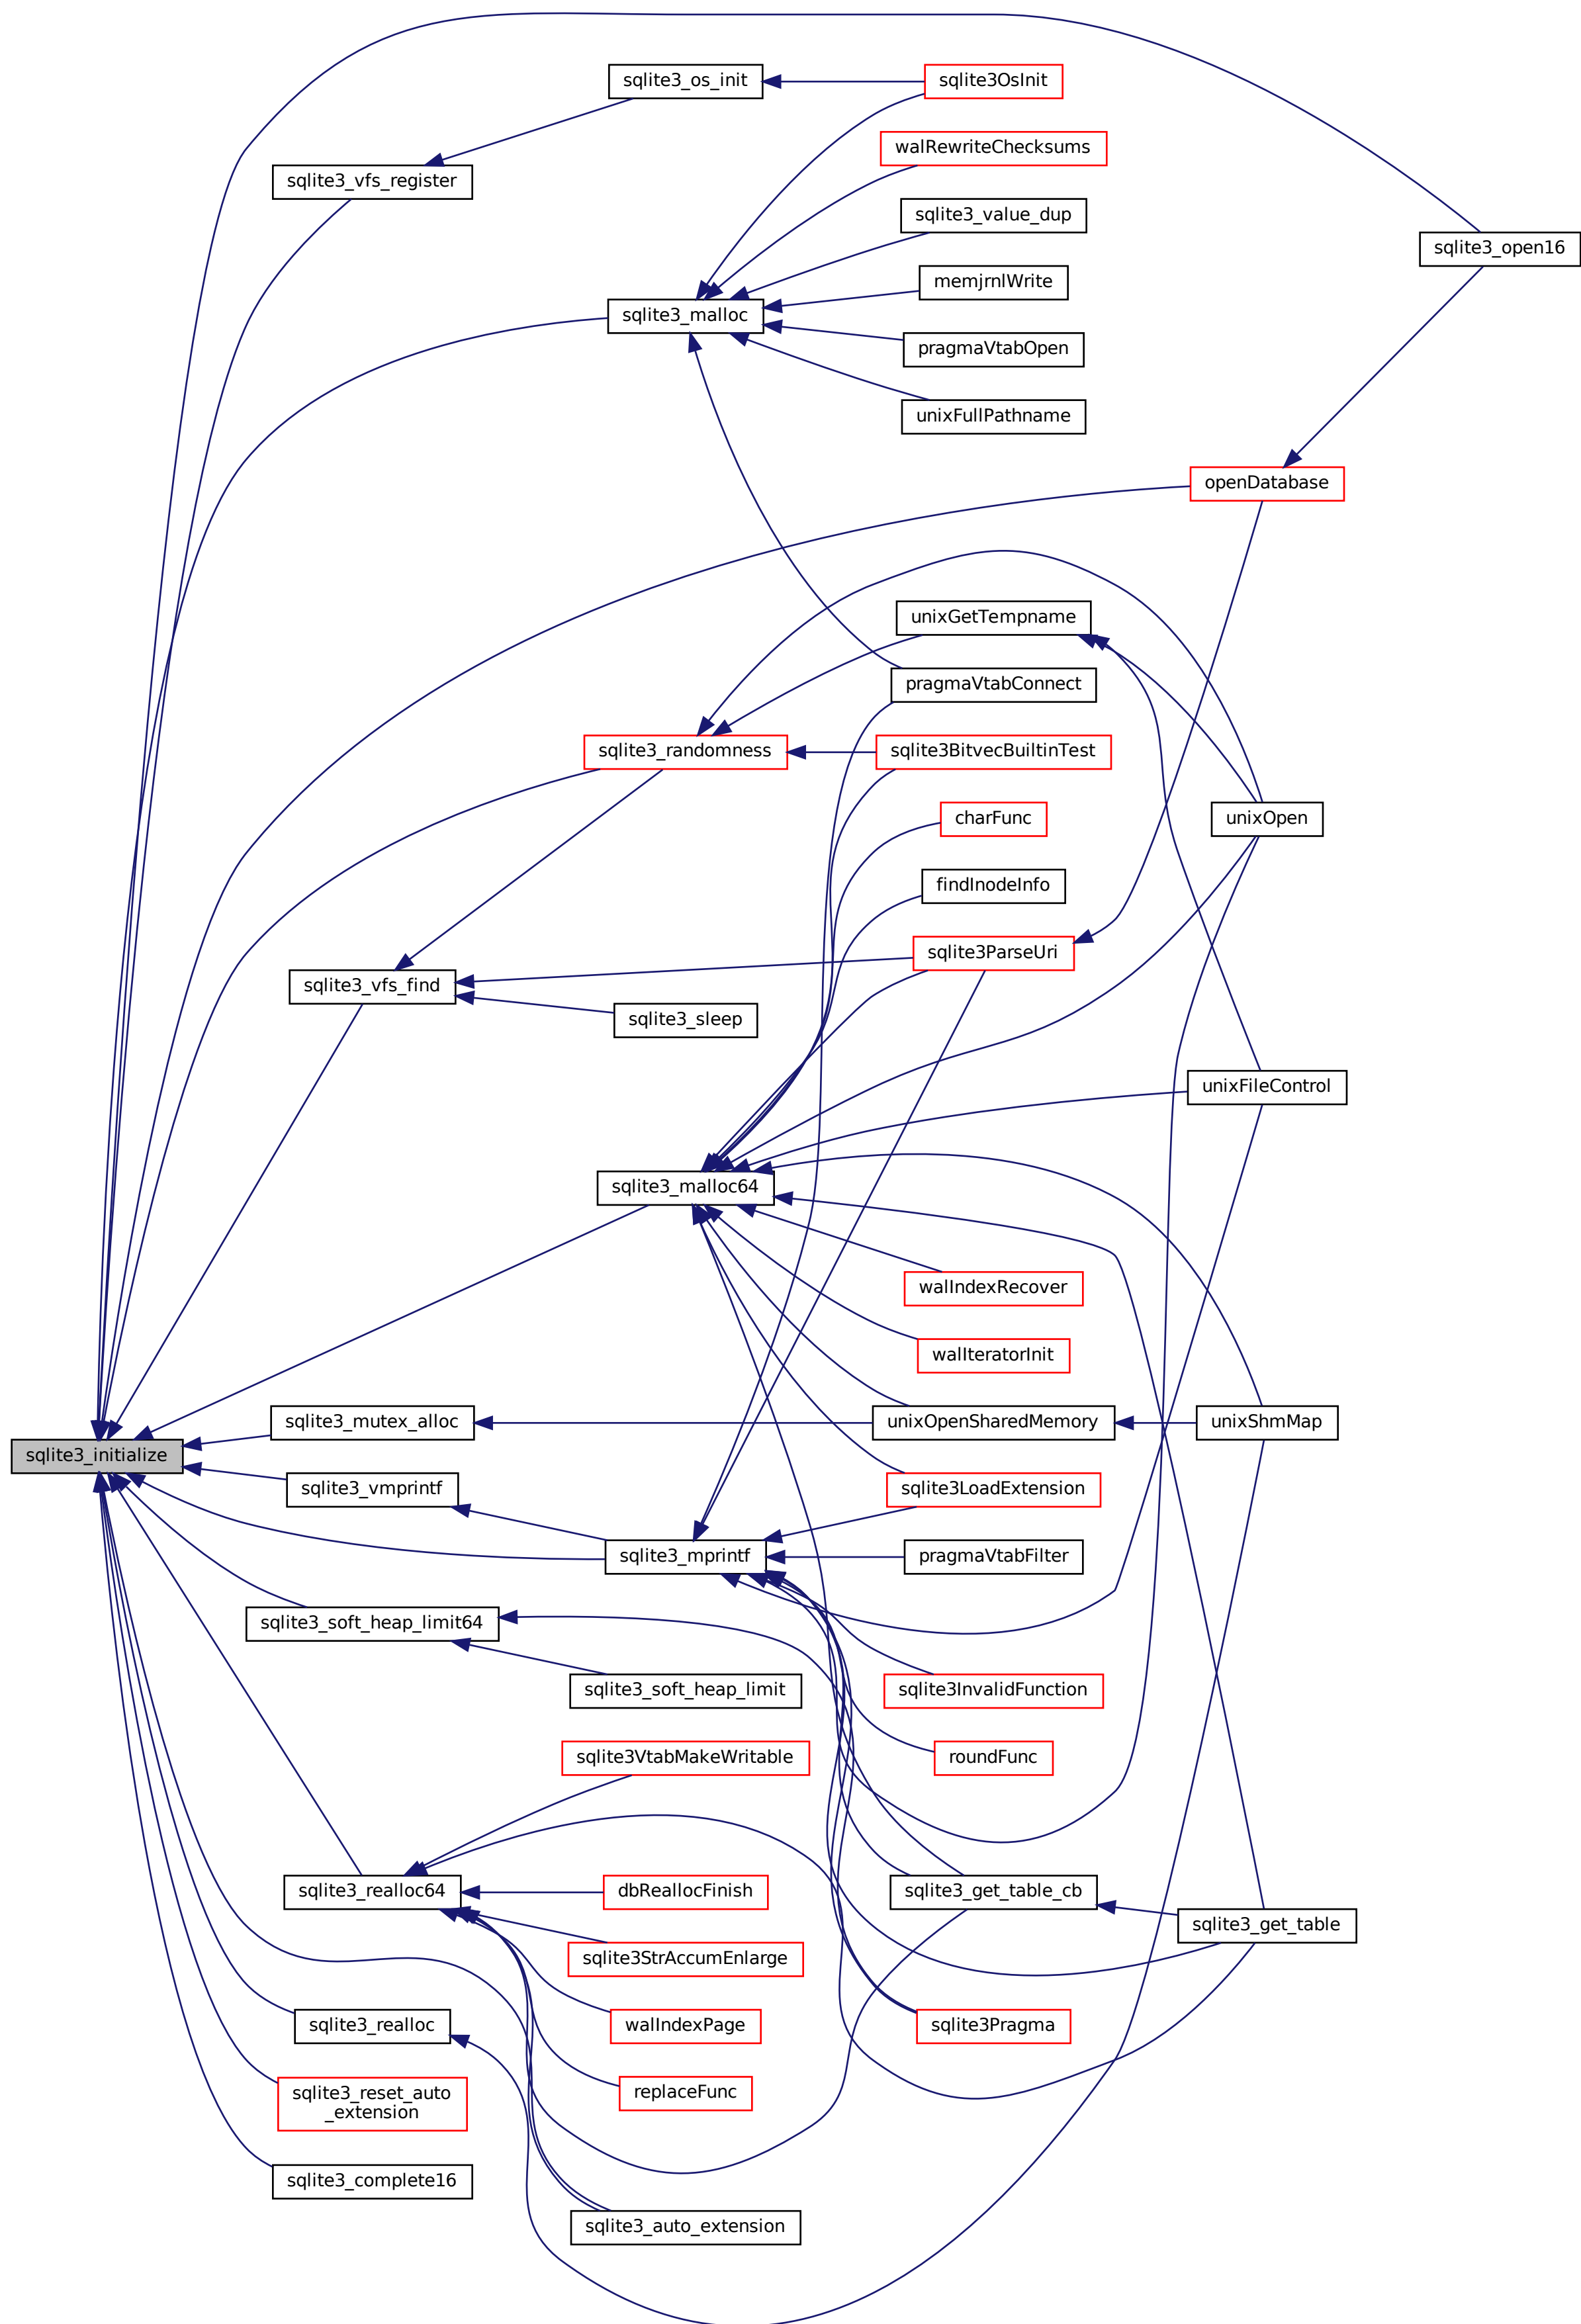 sqlite3_os_init
sqlite3OsInit
walRewriteChecksums
sqlite3_vfs_register
sqlite3_value_dup
sqlite3_open16
memjrnlWrite
sqlite3_malloc
pragmaVtabOpen
unixFullPathname
openDatabase
unixGetTempname
pragmaVtabConnect
sqlite3_randomness
sqlite3BitvecBuiltinTest
charFunc
unixOpen
findInodeInfo
sqlite3ParseUri
sqlite3_vfs_find
sqlite3_sleep
unixFileControl
sqlite3_malloc64
walIndexRecover
walIteratorInit
sqlite3_mutex_alloc
unixOpenSharedMemory
unixShmMap
sqlite3_initialize
sqlite3_vmprintf
sqlite3LoadExtension
sqlite3_mprintf
pragmaVtabFilter
sqlite3_soft_heap_limit64
sqlite3_soft_heap_limit
sqlite3InvalidFunction
sqlite3VtabMakeWritable
roundFunc
sqlite3_realloc64
dbReallocFinish
sqlite3_get_table_cb
sqlite3_get_table
sqlite3StrAccumEnlarge
sqlite3_realloc
walIndexPage
sqlite3Pragma
sqlite3_reset_auto
_extension
replaceFunc
sqlite3_complete16
sqlite3_auto_extension